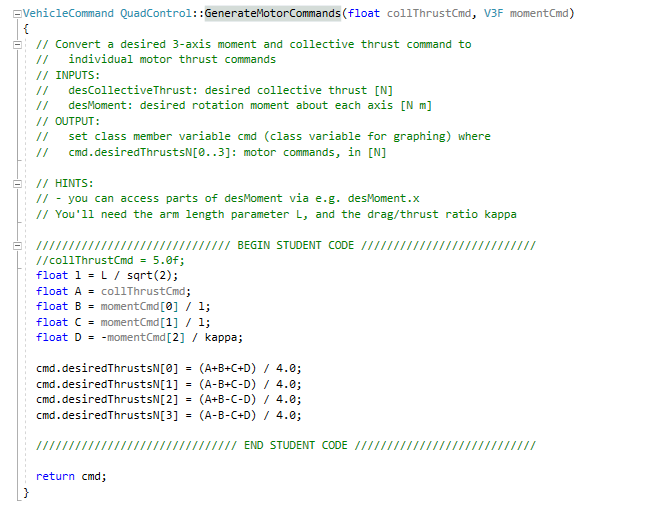 VehicleCommand QuadControl::GenerateMotorCommands(float collThrustCmd, V3F momentCmd)
{
// Convert a desired 3-axis moment and collective thrust command to
//   individual motor thrust commands
// INPUTS:
//   desCollectiveThrust: desired collective thrust [N]
//   desMoment: desired rotation moment about each axis [N m]
// OUTPUT:
//   set class member variable cmd (class variable for graphing) where
//   cmd.desiredThrustsN[0..3]: motor commands, in [N]
// HINTS:
// - you can access parts of desMoment via e.g. desMoment.x
// You'll need the arm length parameter L, and the drag/thrust ratio kappa
////////////////////////////// BEGIN STUDENT CODE ///////////////////////////
//collThrustCmd = 5.0f;
float l = L / sqrt(2);
float A = collThrustCmd;
float B = momentCmd[0] / l;
float C = momentCmd[1] / l;
float D = -momentCmd[2] / kappa;
cmd.desiredThrustsN[0] = (A+B+C+D) / 4.0;
cmd.desiredThrustsN[1] = (A-B+C-D) / 4.0;
cmd.desiredThrustsN[2] = (A+B-C-D) / 4.0;
cmd.desiredThrustsN[3] = (A-B-C+D) / 4.0;
/////////////////////////////// END STUDENT CODE ////////////////////////////
return cmd;
}